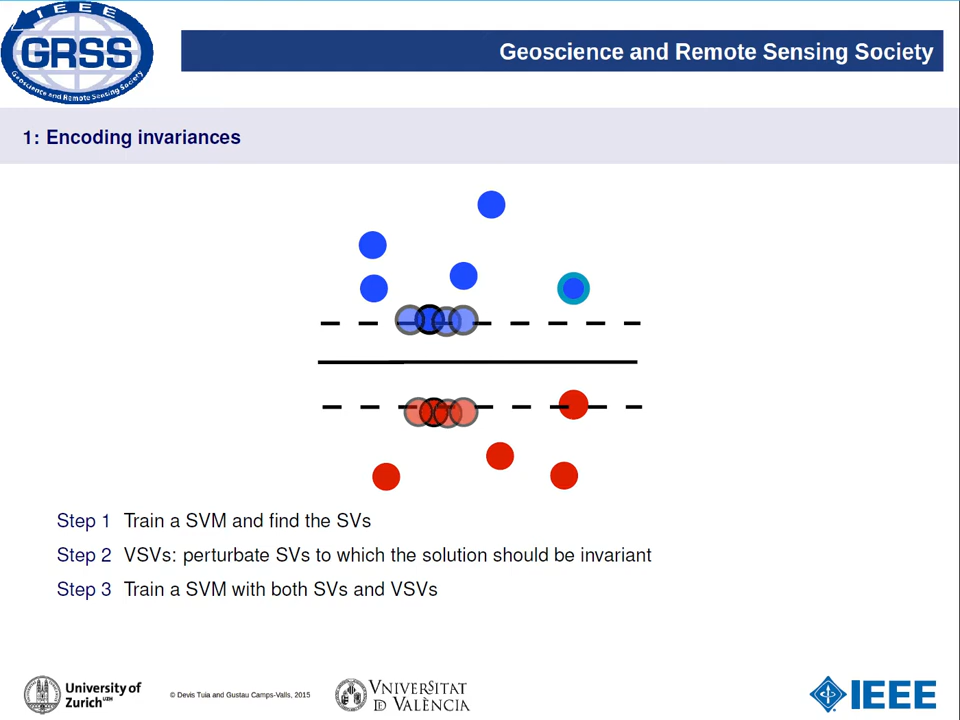 IEEE
GRSS
Geoscience and Remote Sensing Society
Geoscience and Remote Sensing Society
1: Encoding invariances
Step 1 Train a SVM and find the SVs
Step 2 VSVs: perturbate SVs to which the solution should be invariant
Step 3 Train a SVM with both SVs and VSVs
University of
Zurich UZH
© Devis Tuia and Gustau Camps-Valls, 2015
VNIVERSITAT
DE VALÈNCIA
IEEE